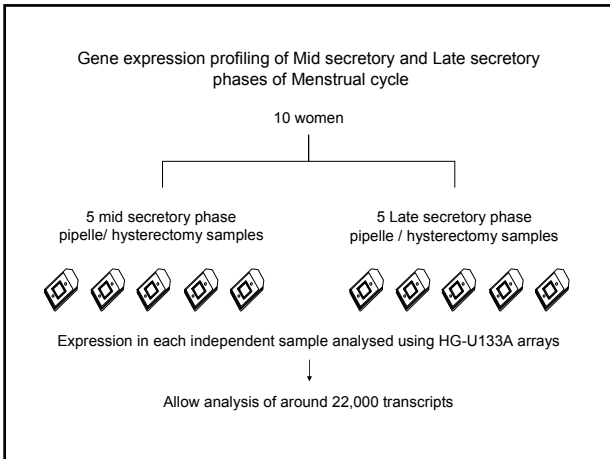 Gene expression profiling of Mid secretory and Late secretory
phases of Menstrual cycle
10 women
5 mid secretory phase
pipelle/ hysterectomy samples
5 Late secretory phase
pipelle / hysterectomy samples
Expression in each independent sample analysed using HG-U133A arrays
Allow analysis of around 22,000 transcripts